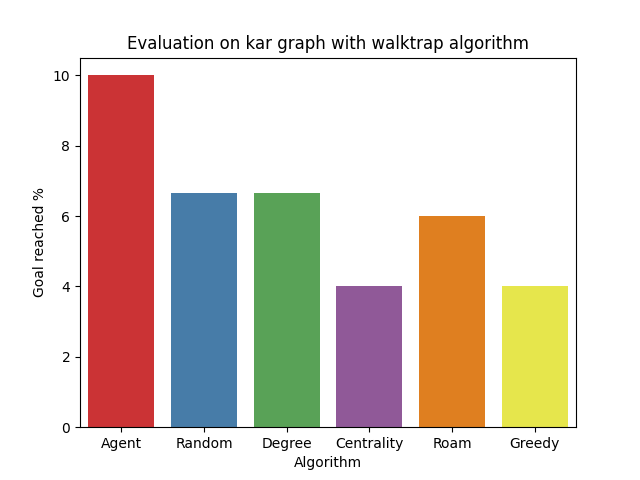 Evaluation on kar graph with walktrap algorithm
Goal reached %
10
8
6
4
2
0
Agent Random Degree Centrality Roam Greedy
Algorithm